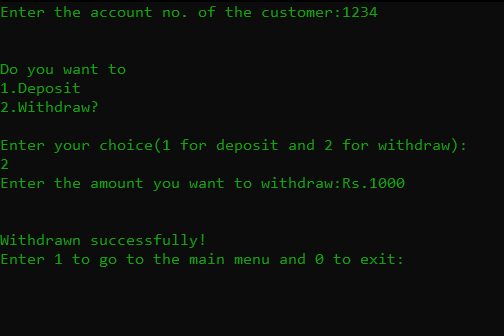 Enter the account no. of the customer:1234
Do you want to
1.Deposit
2.Withdraw?
Enter your choice(1 for deposit and 2 for withdraw):
2
Enter the amount you want to withdraw:Rs.1000
Withdrawn successfully!
Enter 1 to go to the main menu and 0 to exit: